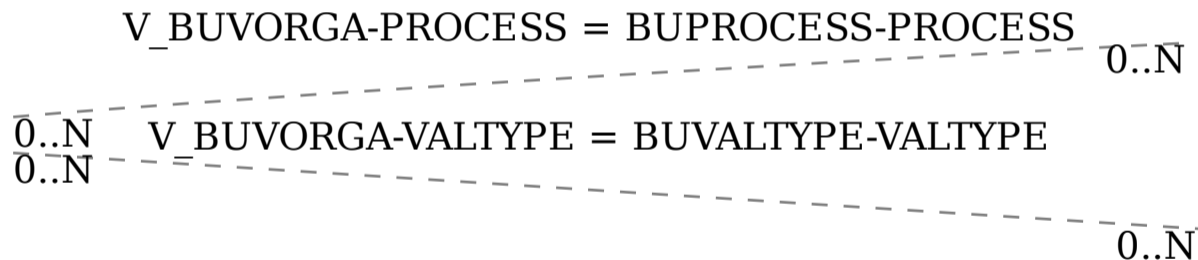 V_BUVORGA-PROCESS = BUPROCESS-PROCESS
0..N
0..N V_BUVORGA-VALTYPE = BUVALTYPE-VALTYPE
0..N
0..N